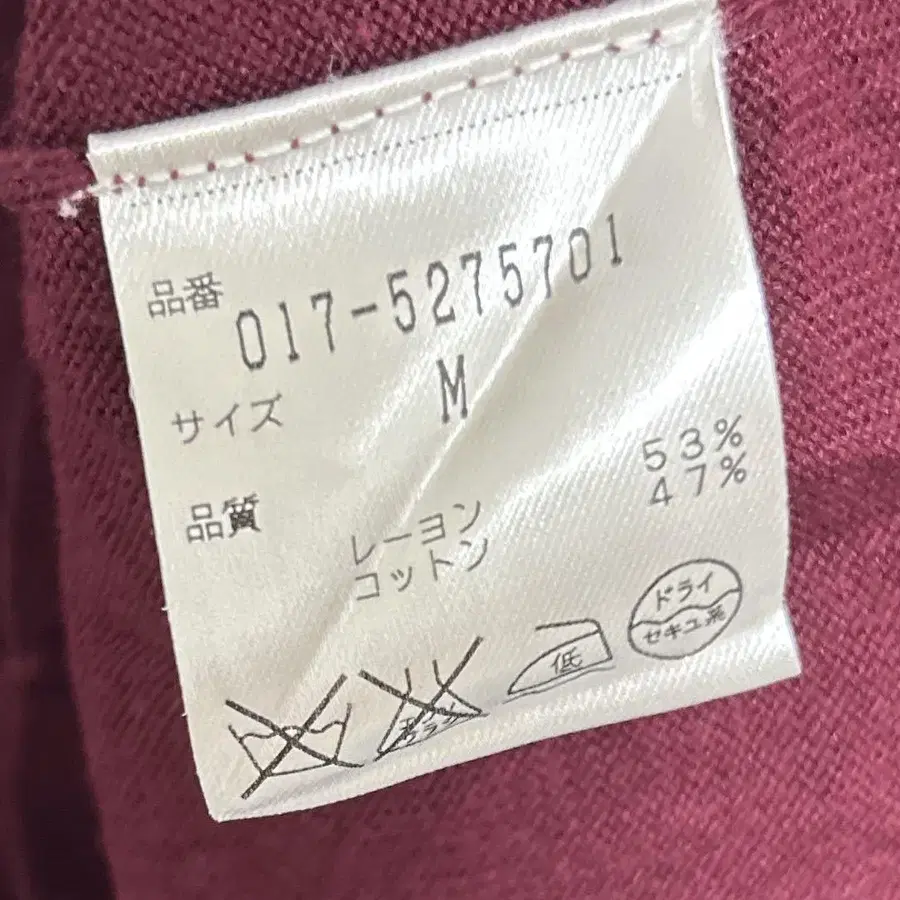 品番 017-5275701
サイズ M
品質 レーヨン 53%
コットン 47%
低
ドライ
セキユ系